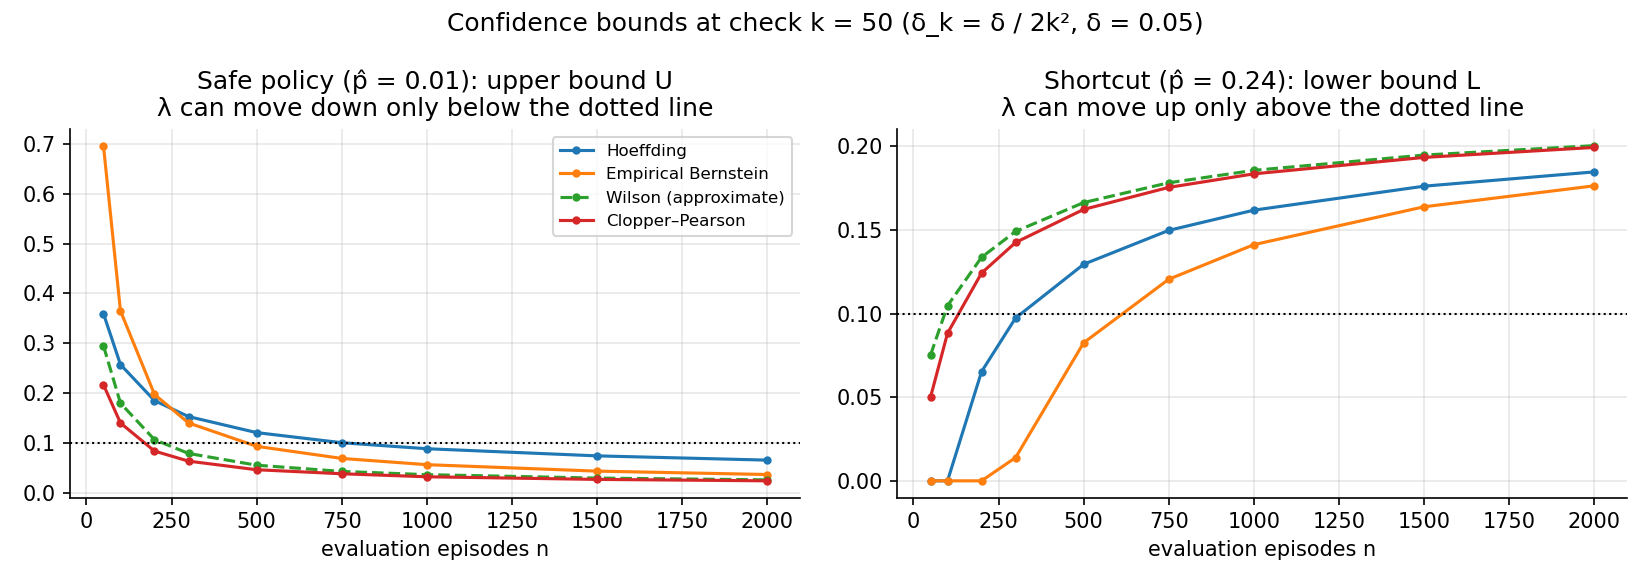 Confidence bounds at check k = 50 (δ_k = δ / 2k², δ = 0.05)
Safe policy (p̂ = 0.01): upper bound U
λ can move down only below the dotted line
0.7
0.6
0.5
0.4
0.3
0.2
0.1
0.0
Hoeffding
Empirical Bernstein
Wilson (approximate)
Clopper–Pearson
0 250 500 750 1000 1250 1500 1750 2000
evaluation episodes n
Shortcut (p̂ = 0.24): lower bound L
λ can move up only above the dotted line
0.20
0.15
0.10
0.05
0.00
0 250 500 750 1000 1250 1500 1750 2000
evaluation episodes n